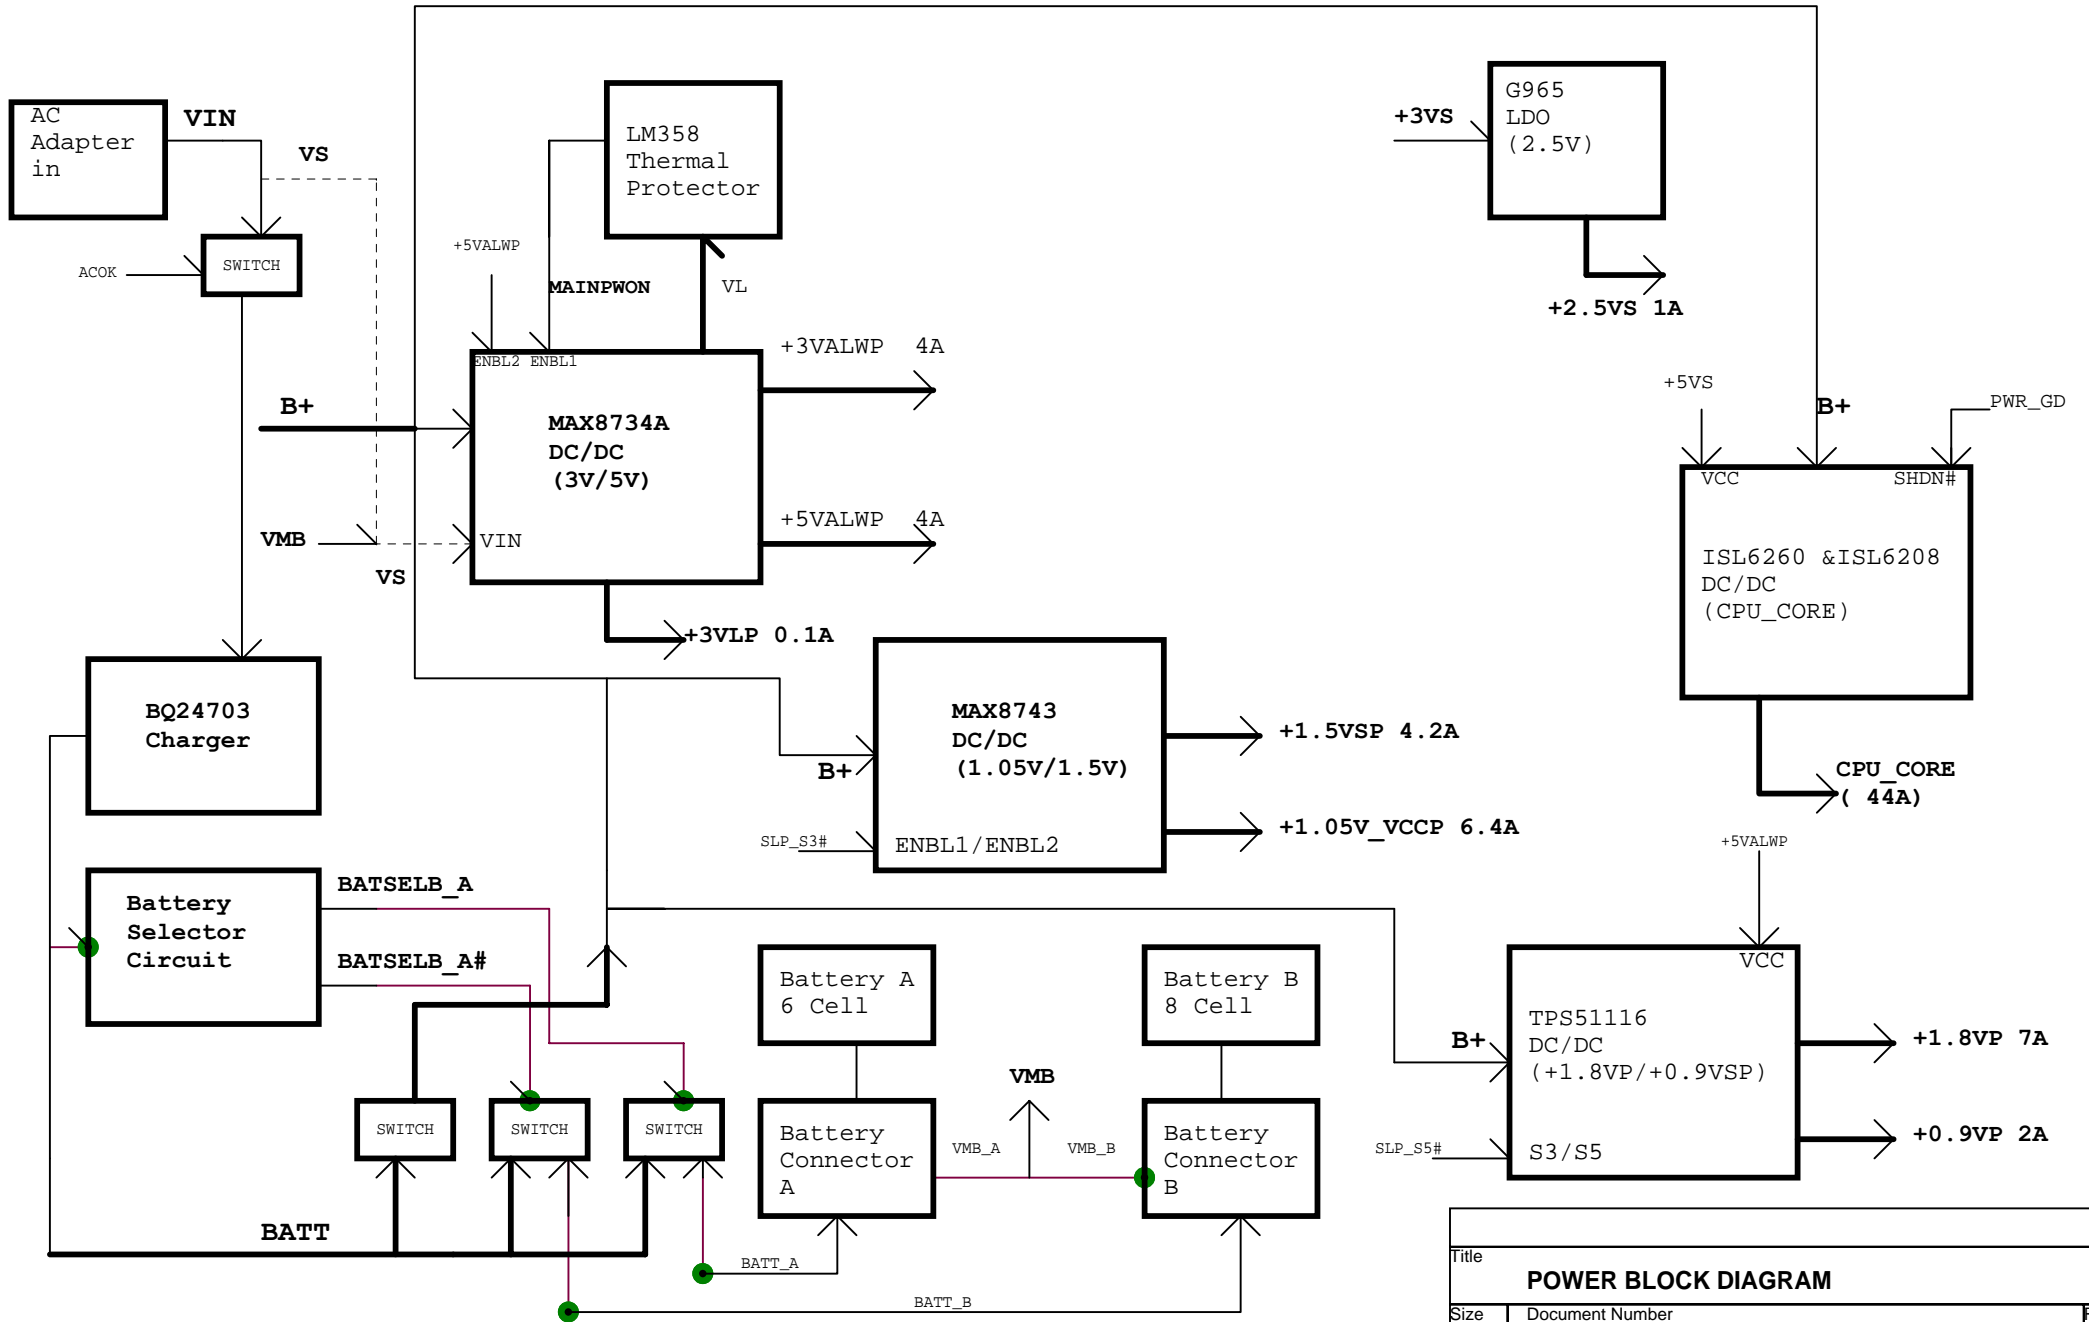 AC
Adapter
in
VIN
VS
ACOK
SWITCH
LM358
Thermal
Protector
+5VALWP
MAINPWON
VL
ENBL2 ENBL1
B+
MAX8734A
DC/DC
(3V/5V)
VMB
VS
VIN
+3VALWP 4A
+5VALWP 4A
+3VLP 0.1A
+3VS
G965
LDO
(2.5V)
+2.5VS 1A
+5VS
B+
PWR_GD
VCC
SHDN#
ISL6260 &ISL6208
DC/DC
(CPU_CORE)
CPU_CORE
( 44A)
BQ24703
Charger
MAX8743
DC/DC
(1.05V/1.5V)
B+
SLP_S3#
ENBL1/ENBL2
+1.5VSP 4.2A
+1.05V_VCCP 6.4A
Battery
Selector
Circuit
BATSELB_A
BATSELB_A#
SWITCH
SWITCH
SWITCH
BATT
BATT_A
BATT_B
Battery A
6 Cell
Battery B
8 Cell
Battery
Connector
A
VMB
VMB_A
VMB_B
Battery
Connector
B
+5VALWP
VCC
B+
TPS51116
DC/DC
(+1.8VP/+0.9VSP)
SLP_S5#
S3/S5
+1.8VP 7A
+0.9VP 2A
Title
POWER BLOCK DIAGRAM
Size
Document Number